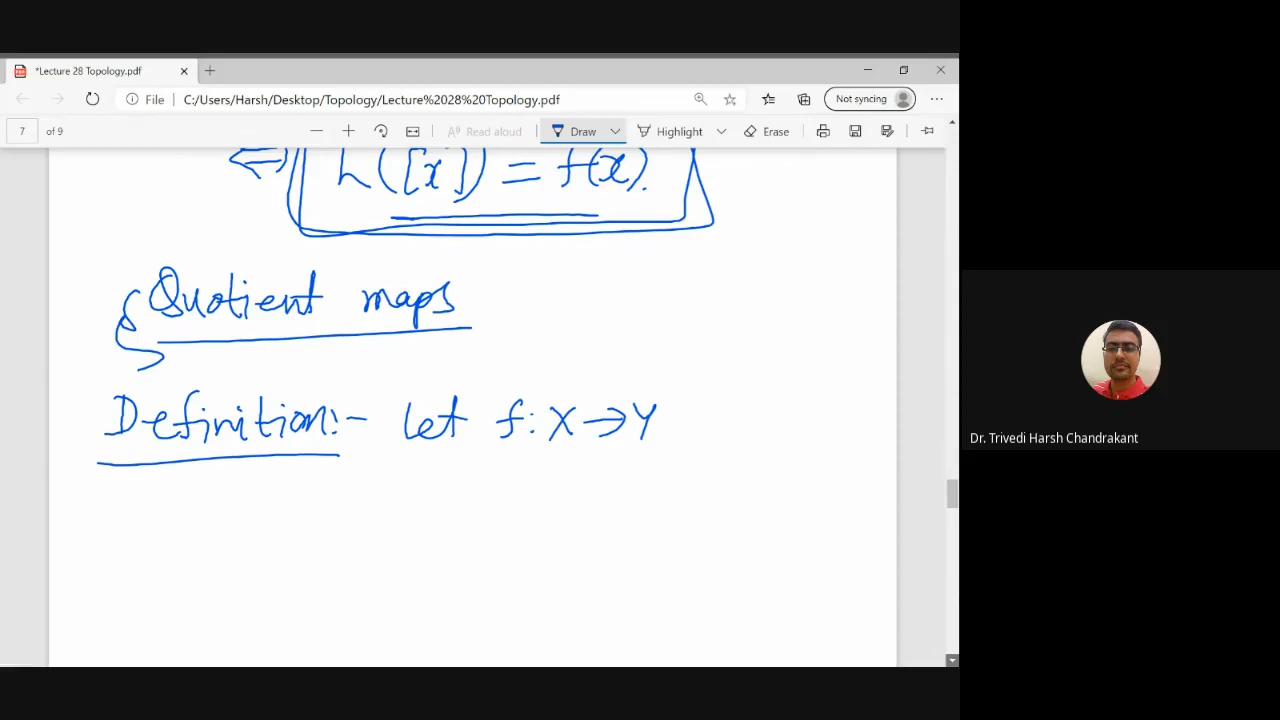 *Lecture 28 Topology.pdf
File | C:/Users/Harsh/Desktop/Topology/Lecture%2028%20Topology.pdf
Not syncing
7 of 9
Read aloud
Draw
Highlight
Erase
⇔ h([x]) = f(x).
Quotient maps
Definition:- Let f: X → Y
Dr. Trivedi Harsh Chandrakant